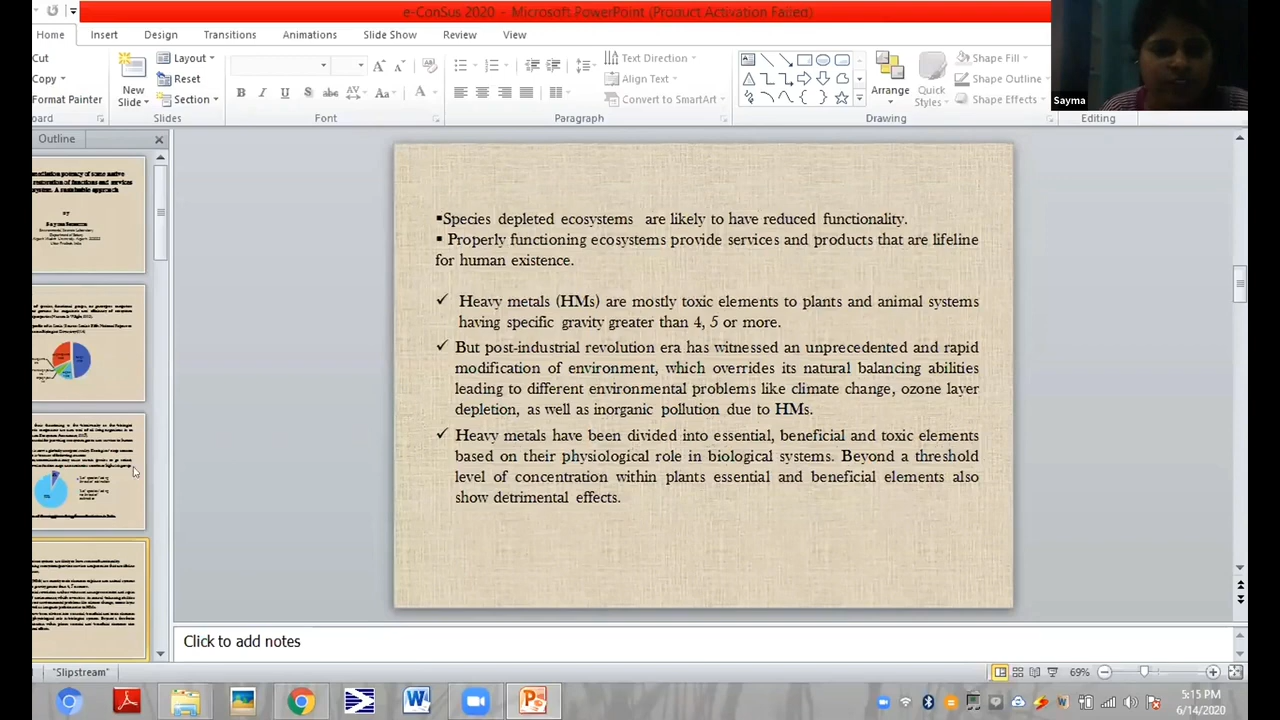 e-ConSus 2020 - Microsoft PowerPoint (Product Activation Failed)
Home Insert Design Transitions Animations Slide Show Review View
Cut
Copy
Format Painter
New
Slide
Layout
Reset
Section
Slides
B I U S abc AV Aa A
Font
Text Direction
Align Text
Convert to SmartArt
Paragraph
Arrange
Quick
Styles
Shape Fill
Shape Outline
Shape Effects
Drawing
Editing
Sayma
Outline
▪Species depleted ecosystems are likely to have reduced functionality.
▪ Properly functioning ecosystems provide services and products that are lifeline
for human existence.
✓ Heavy metals (HMs) are mostly toxic elements to plants and animal systems
having specific gravity greater than 4, 5 or more.
✓ But post-industrial revolution era has witnessed an unprecedented and rapid
modification of environment, which overrides its natural balancing abilities
leading to different environmental problems like climate change, ozone layer
depletion, as well as inorganic pollution due to HMs.
✓ Heavy metals have been divided into essential, beneficial and toxic elements
based on their physiological role in biological systems. Beyond a threshold
level of concentration within plants essential and beneficial elements also
show detrimental effects.
Click to add notes
"Slipstream"
69%
5:15 PM
6/14/2020